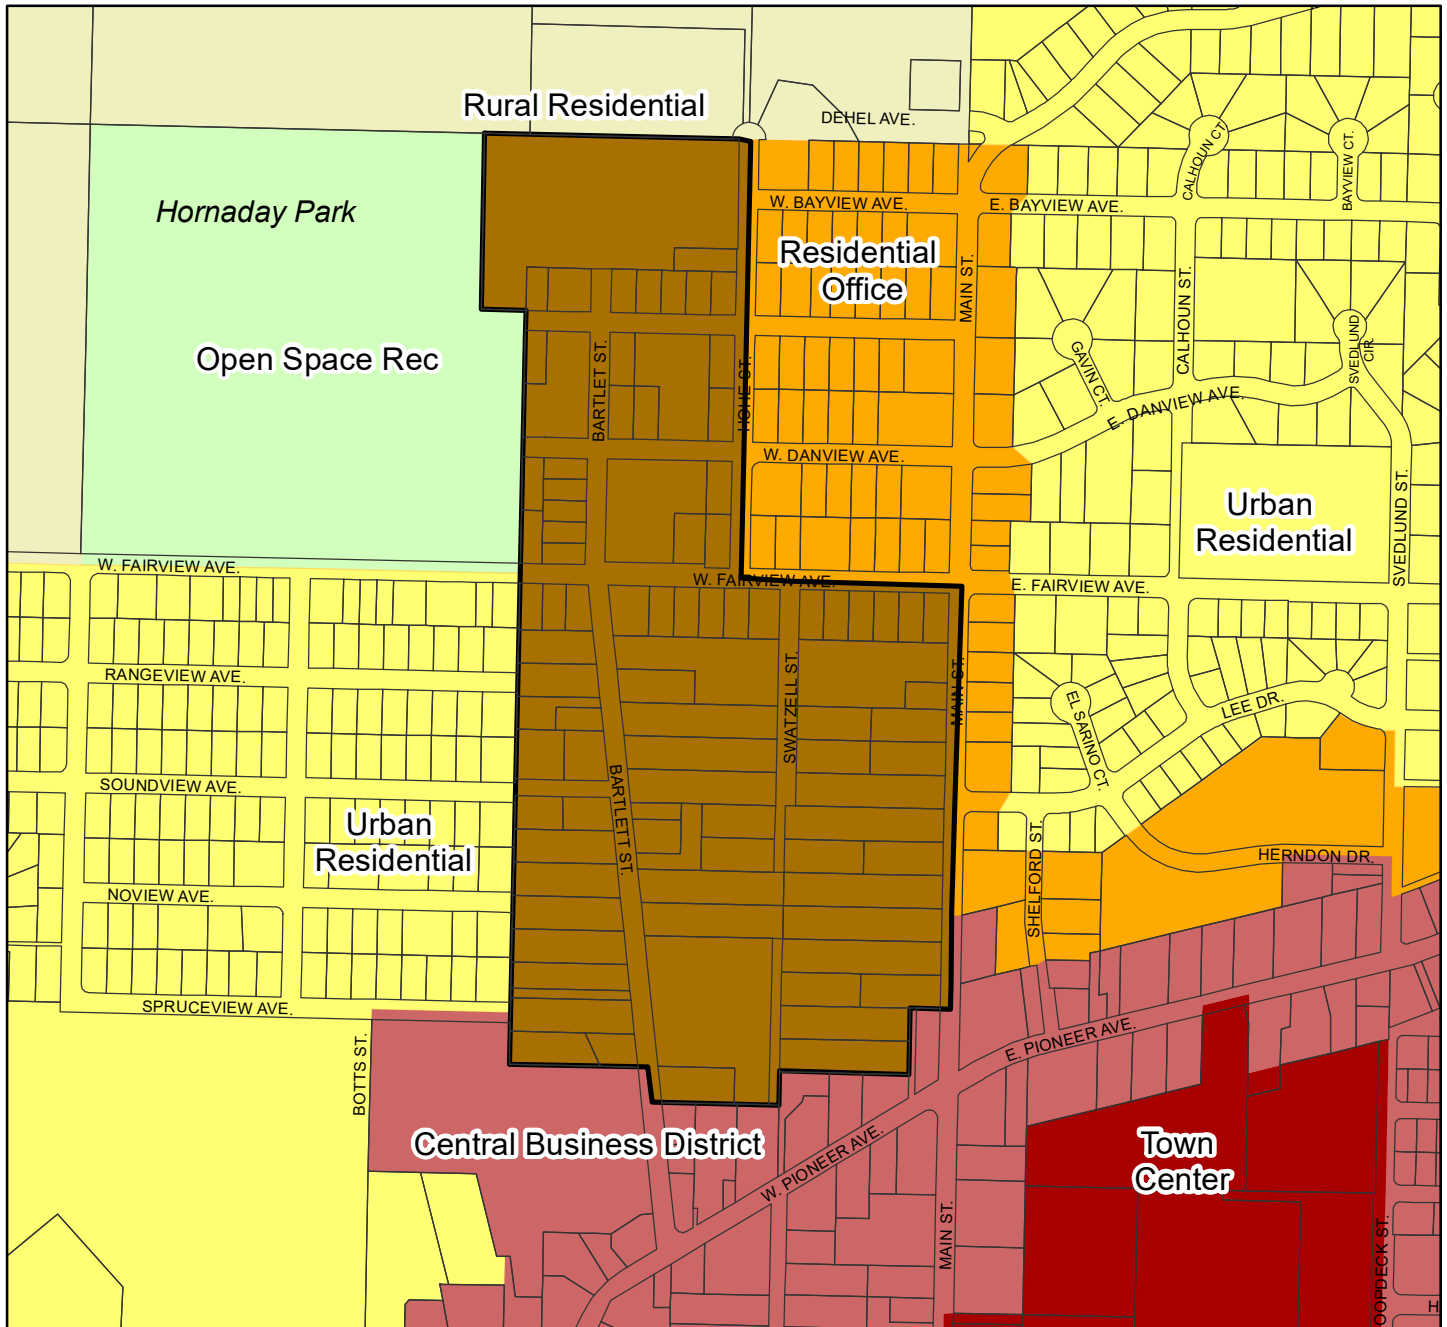 Rural Residential
DEHEL AVE.
CALHOUN CT
BAYVIEW CT.
Hornaday Park
W. BAYVIEW AVE.
E. BAYVIEW AVE.
Residential
Office
MAIN ST.
CALHOUN ST.
SVEDLUND
CIR.
Open Space Rec
BARTLET ST.
HOHE ST.
GAVIN CT.
E. DANVIEW AVE.
W. DANVIEW AVE.
Urban
Residential
SVEDLUND ST.
W. FAIRVIEW AVE.
W. FAIRVIEW AVE.
E. FAIRVIEW AVE.
RANGEVIEW AVE.
SWATZELL ST.
MAIN ST.
EL SARINO CT.
LEE DR.
SOUNDVIEW AVE.
BARTLETT ST.
Urban
Residential
SHELFORD ST.
HERNDON DR.
NOVIEW AVE.
SPRUCEVIEW AVE.
BOTTS ST.
E. PIONEER AVE.
Central Business District
W. PIONEER AVE.
Town
Center
MAIN ST.
OOPDECK ST.
H